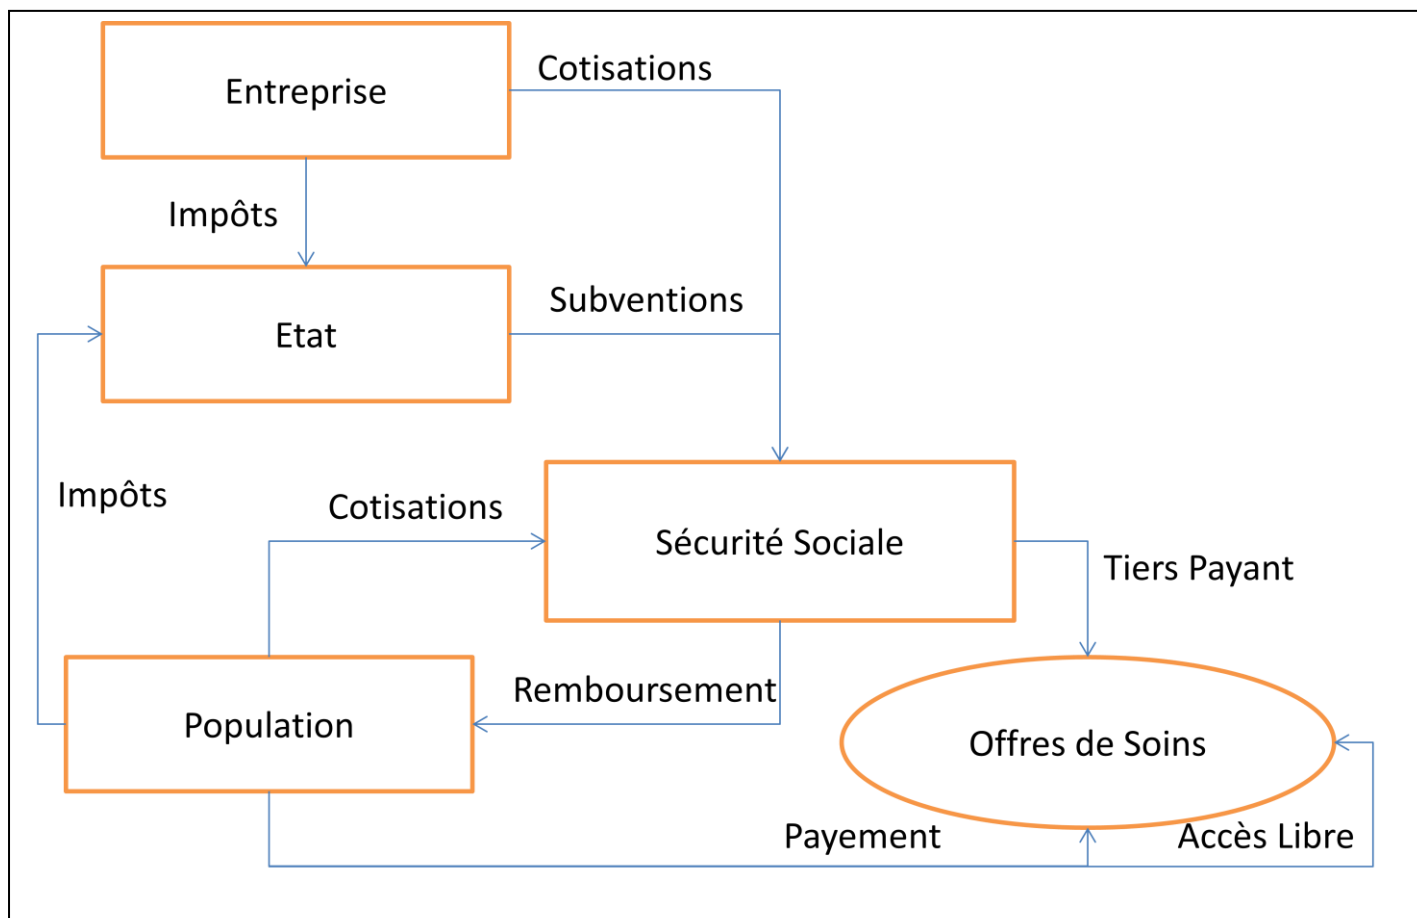 Cotisations
Entreprise
Impôts
Subventions
Etat
Impôts
Cotisations
Sécurité Sociale
Tiers Payant
Remboursement
Population
Offres de Soins
Payement
Accès Libre